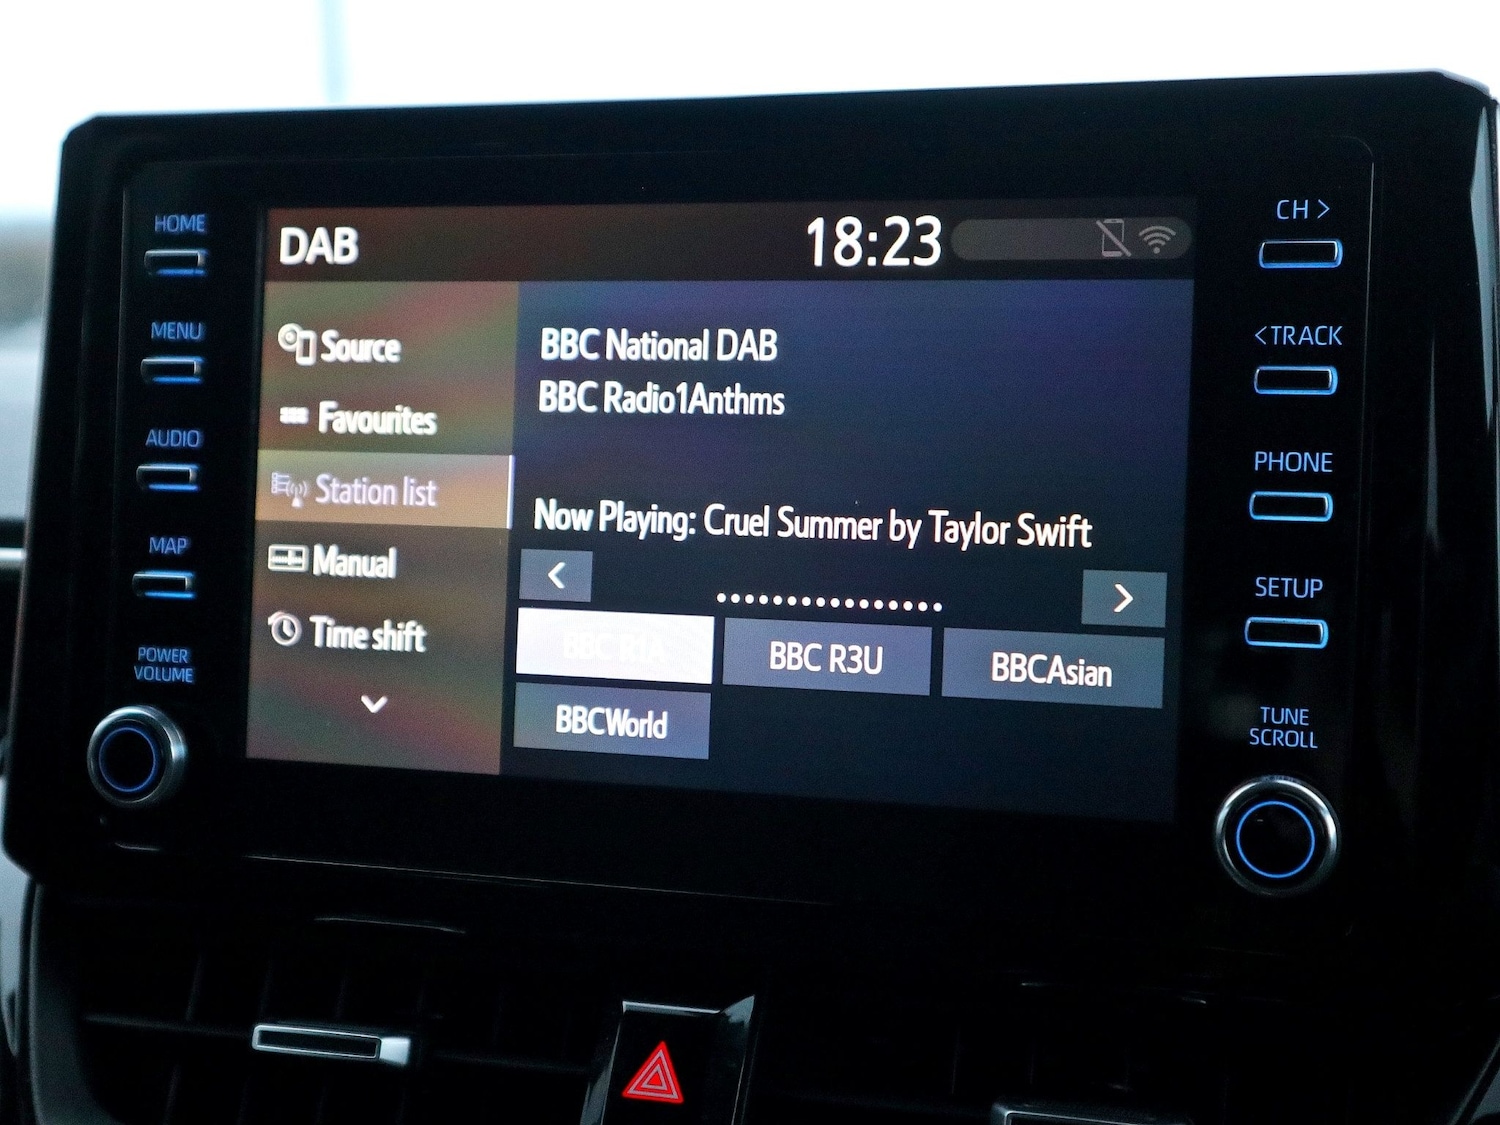 HOME
MENU
AUDIO
MAP
POWER
VOLUME
DAB
18:23
Source
Favourites
Station list
Manual
Time shift
BBC National DAB
BBC Radio1Anthms
Now Playing: Cruel Summer by Taylor Swift
BBC R1A
BBC R3U
BBCAsian
BBCWorld
CH >
<TRACK
PHONE
SETUP
TUNE
SCROLL